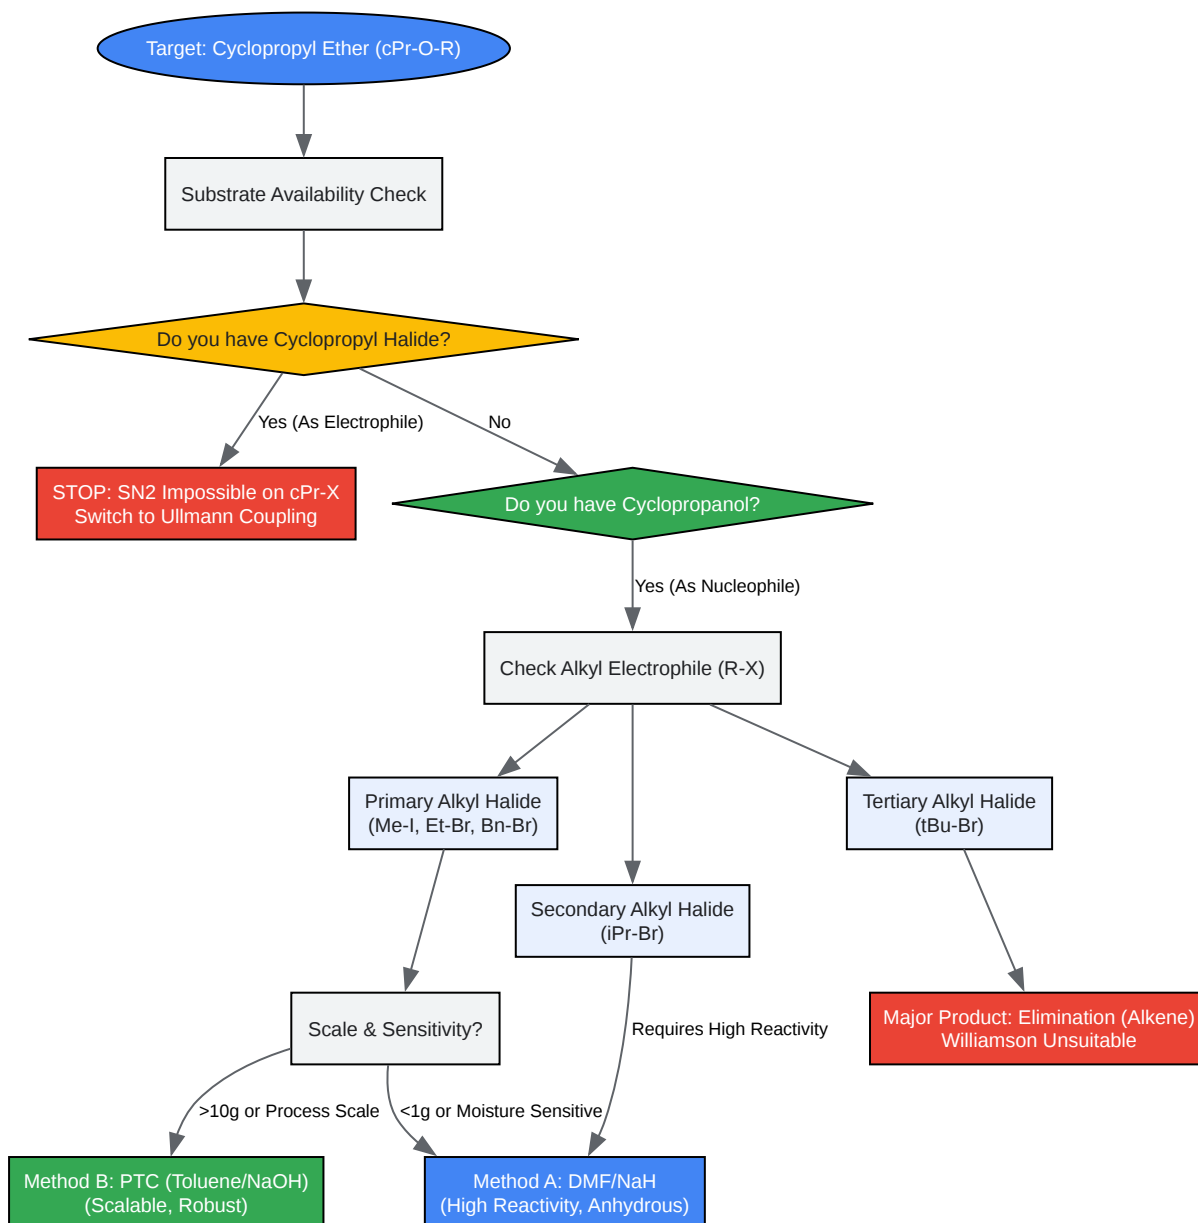 Target: Cyclopropyl Ether (cPr-O-R)
Substrate Availability Check
Do you have Cyclopropyl Halide?
Yes (As Electrophile)
No
STOP: SN2 Impossible on cPr-X
Switch to Ullmann Coupling
Do you have Cyclopropanol?
Yes (As Nucleophile)
Check Alkyl Electrophile (R-X)
Primary Alkyl Halide
(Me-I, Et-Br, Bn-Br)
Tertiary Alkyl Halide
(tBu-Br)
Secondary Alkyl Halide
(iPr-Br)
Scale & Sensitivity?
Requires High Reactivity
Major Product: Elimination (Alkene)
Williamson Unsuitable
>10g or Process Scale
<1g or Moisture Sensitive
Method B: PTC (Toluene/NaOH)
(Scalable, Robust)
Method A: DMF/NaH
(High Reactivity, Anhydrous)